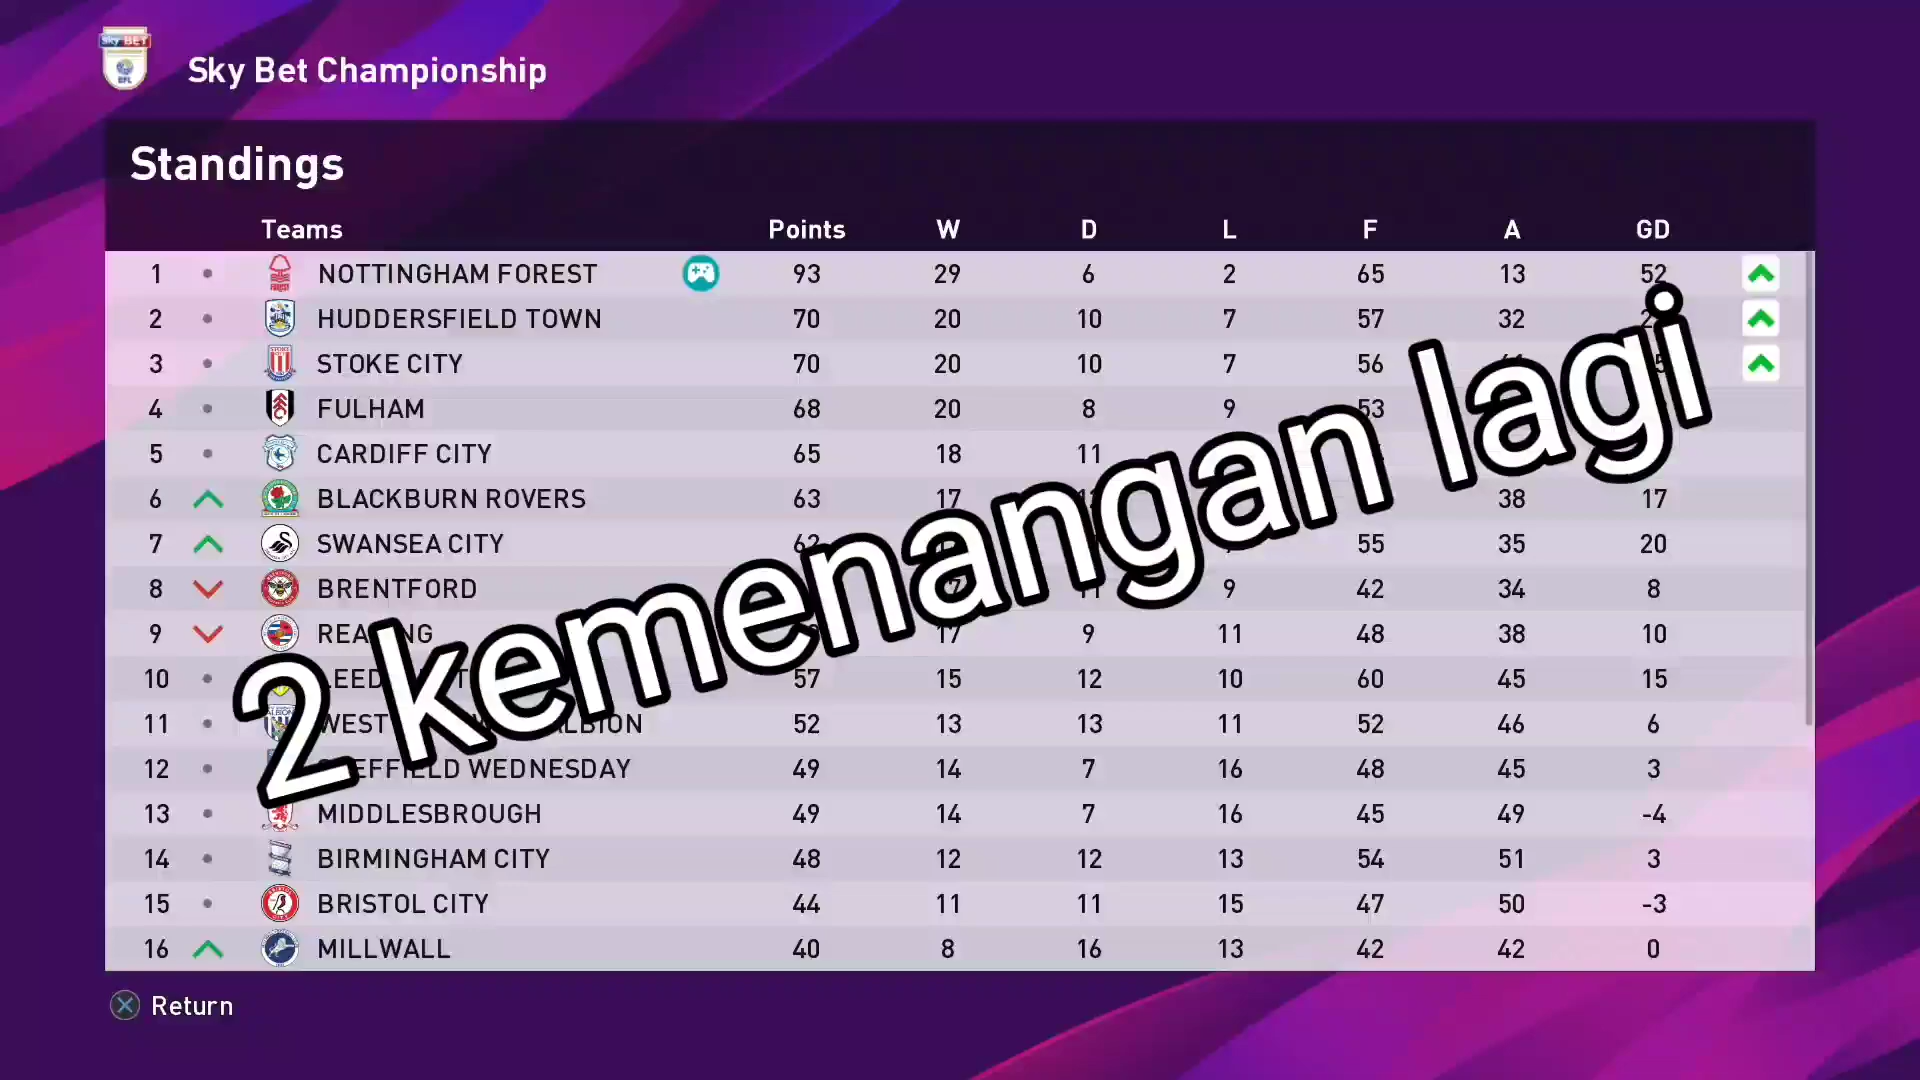 Sky BET
EFL
Sky Bet Championship
Standings
Teams Points W D L F A GD
1 NOTTINGHAM FOREST 93 29 6 2 65 13 52
2 HUDDERSFIELD TOWN 70 20 10 7 57 32
3 STOKE CITY 70 20 10 7 56
4 FULHAM 68 20 8 9 53
5 CARDIFF CITY 65 18 11
6 BLACKBURN ROVERS 63 17 38 17
7 SWANSEA CITY 62 55 35 20
8 BRENTFORD 9 42 34 8
9 17 9 11 48 38 10
10 57 15 12 10 60 45 15
11 WEST ALBION 52 13 13 11 52 46 6
12 WEDNESDAY 49 14 7 16 48 45 3
13 MIDDLESBROUGH 49 14 7 16 45 49 -4
14 BIRMINGHAM CITY 48 12 12 13 54 51 3
15 BRISTOL CITY 44 11 11 15 47 50 -3
16 MILLWALL 40 8 16 13 42 42 0
2 kemenangan lagi
Return